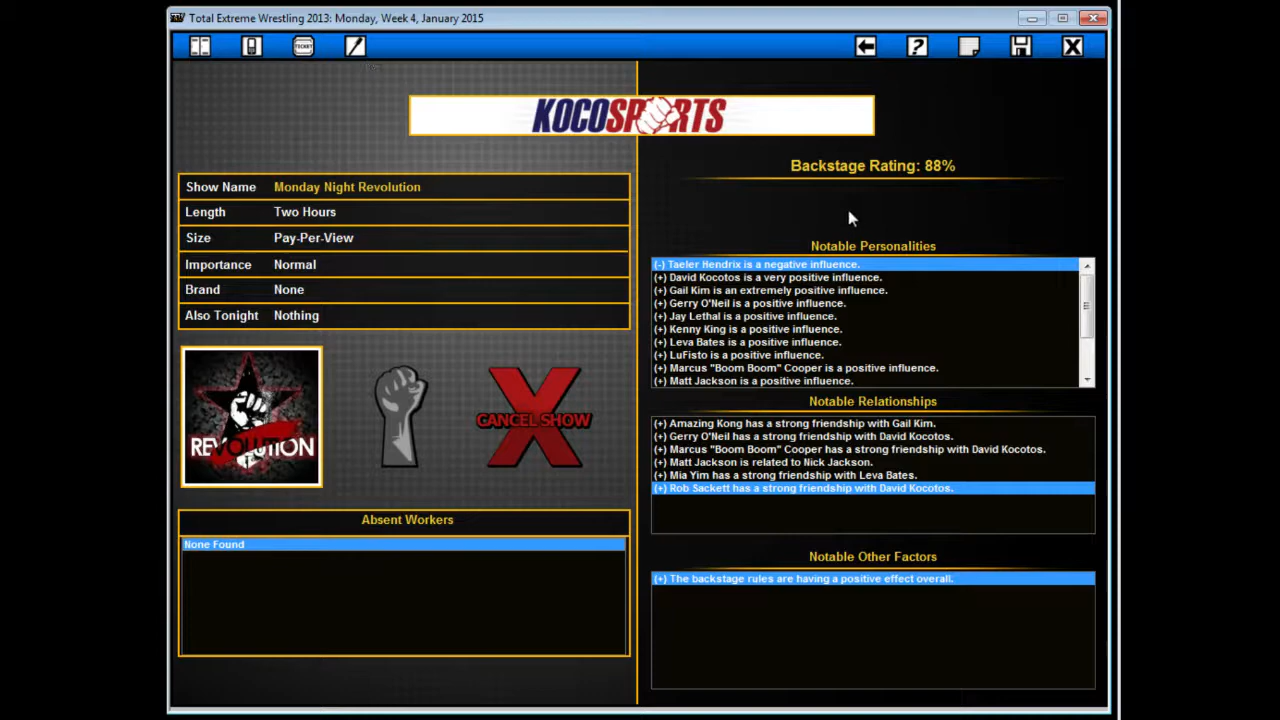 Total Extreme Wrestling 2013: Monday, Week 4, January 2015
TICKET
?
KOCOSPORTS
Backstage Rating: 88%
Show Name Monday Night Revolution
Length Two Hours
Size Pay-Per-View
Importance Normal
Brand None
Also Tonight Nothing
REVOLUTION
CANCEL SHOW
Absent Workers
None Found
Notable Personalities
(-) Taeler Hendrix is a negative influence.
(+) David Kocotos is a very positive influence.
(+) Gail Kim is an extremely positive influence.
(+) Gerry O'Neil is a positive influence.
(+) Jay Lethal is a positive influence.
(+) Kenny King is a positive influence.
(+) Leva Bates is a positive influence.
(+) LuFisto is a positive influence.
(+) Marcus "Boom Boom" Cooper is a positive influence.
(+) Matt Jackson is a positive influence.
Notable Relationships
(+) Amazing Kong has a strong friendship with Gail Kim.
(+) Gerry O'Neil has a strong friendship with David Kocotos.
(+) Marcus "Boom Boom" Cooper has a strong friendship with David Kocotos.
(+) Matt Jackson is related to Nick Jackson.
(+) Mia Yim has a strong friendship with Leva Bates.
(+) Rob Sackett has a strong friendship with David Kocotos.
Notable Other Factors
(+) The backstage rules are having a positive effect overall.